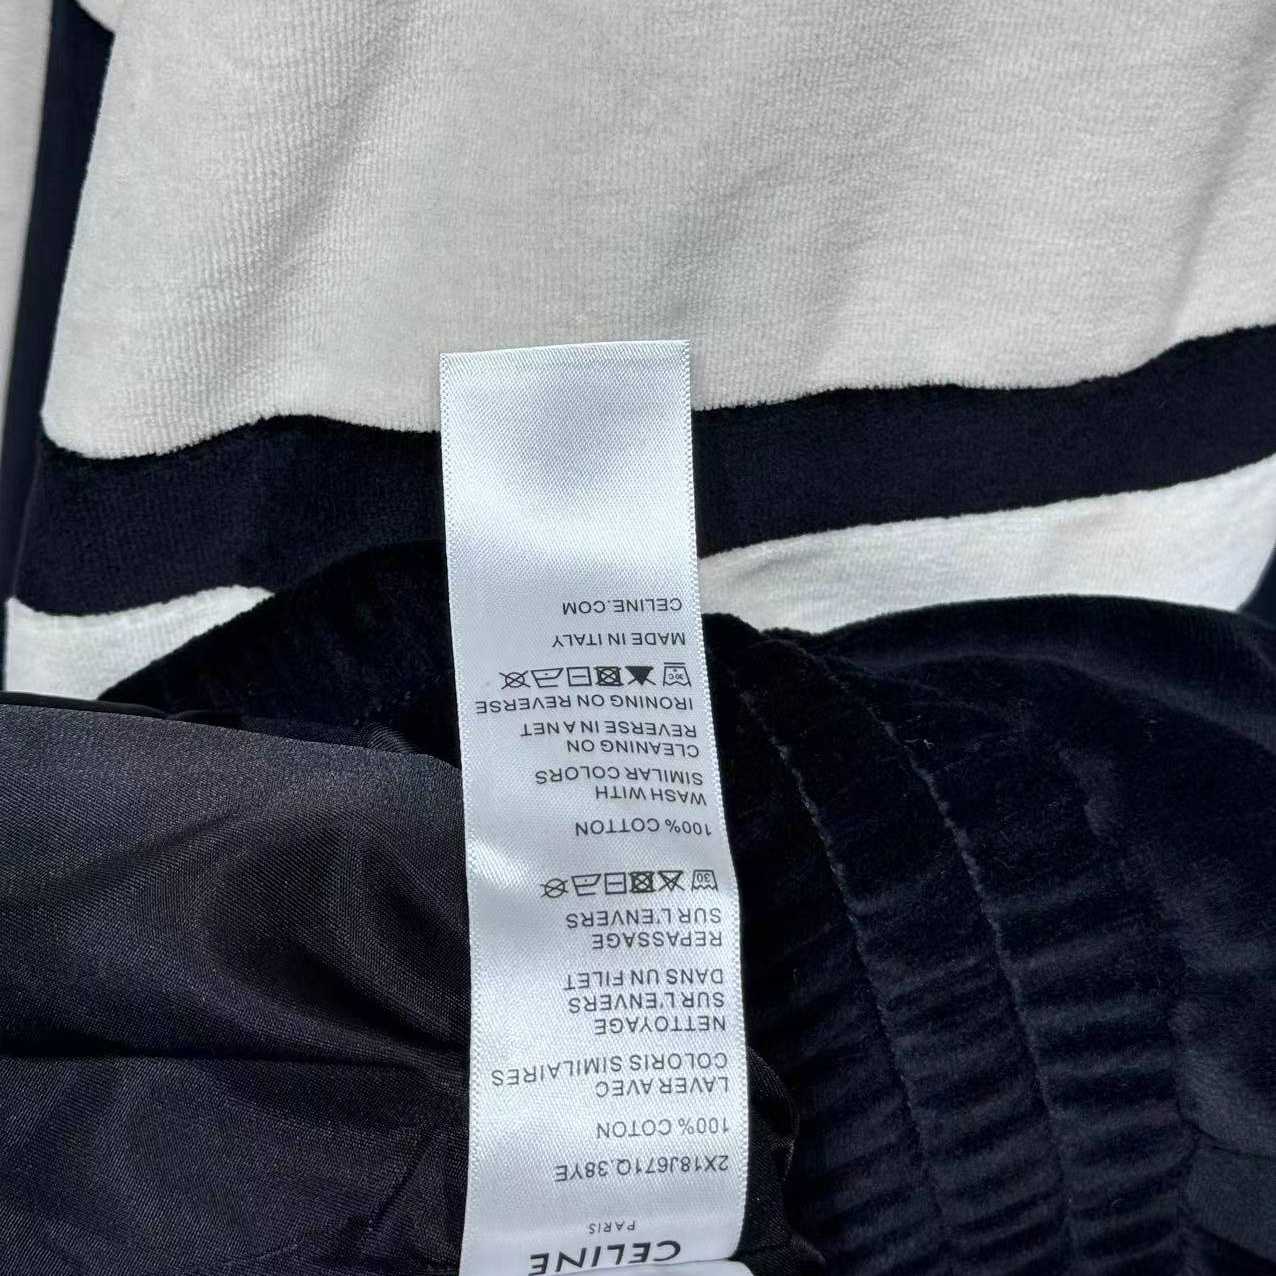 CELINE
PARIS
2X18J671Q.38YE
100% COTON
LAVER AVEC
COLORIS SIMILAIRES
NETTOYAGE
SUR L'ENVERS
DANS UN FILET
REPASSAGE
SUR L'ENVERS
30
100% COTTON
WASH WITH
SIMILAR COLORS
CLEANING ON
REVERSE IN A NET
IRONING ON REVERSE
30°C
MADE IN ITALY
CELINE.COM